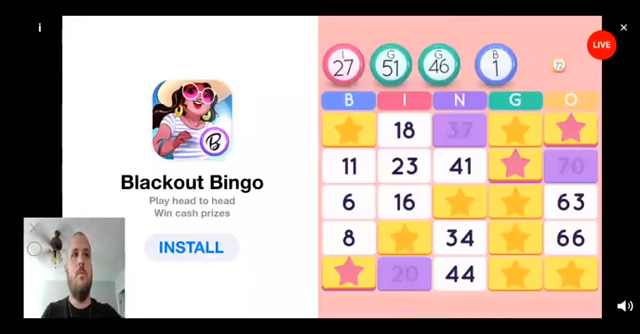 i
×
LIVE
I
27
G
51
G
46
B
1
72
B I N G O
18 37
11 23 41 70
6 16 63
8 34 66
20 44
B
Blackout Bingo
Play head to head
Win cash prizes
INSTALL